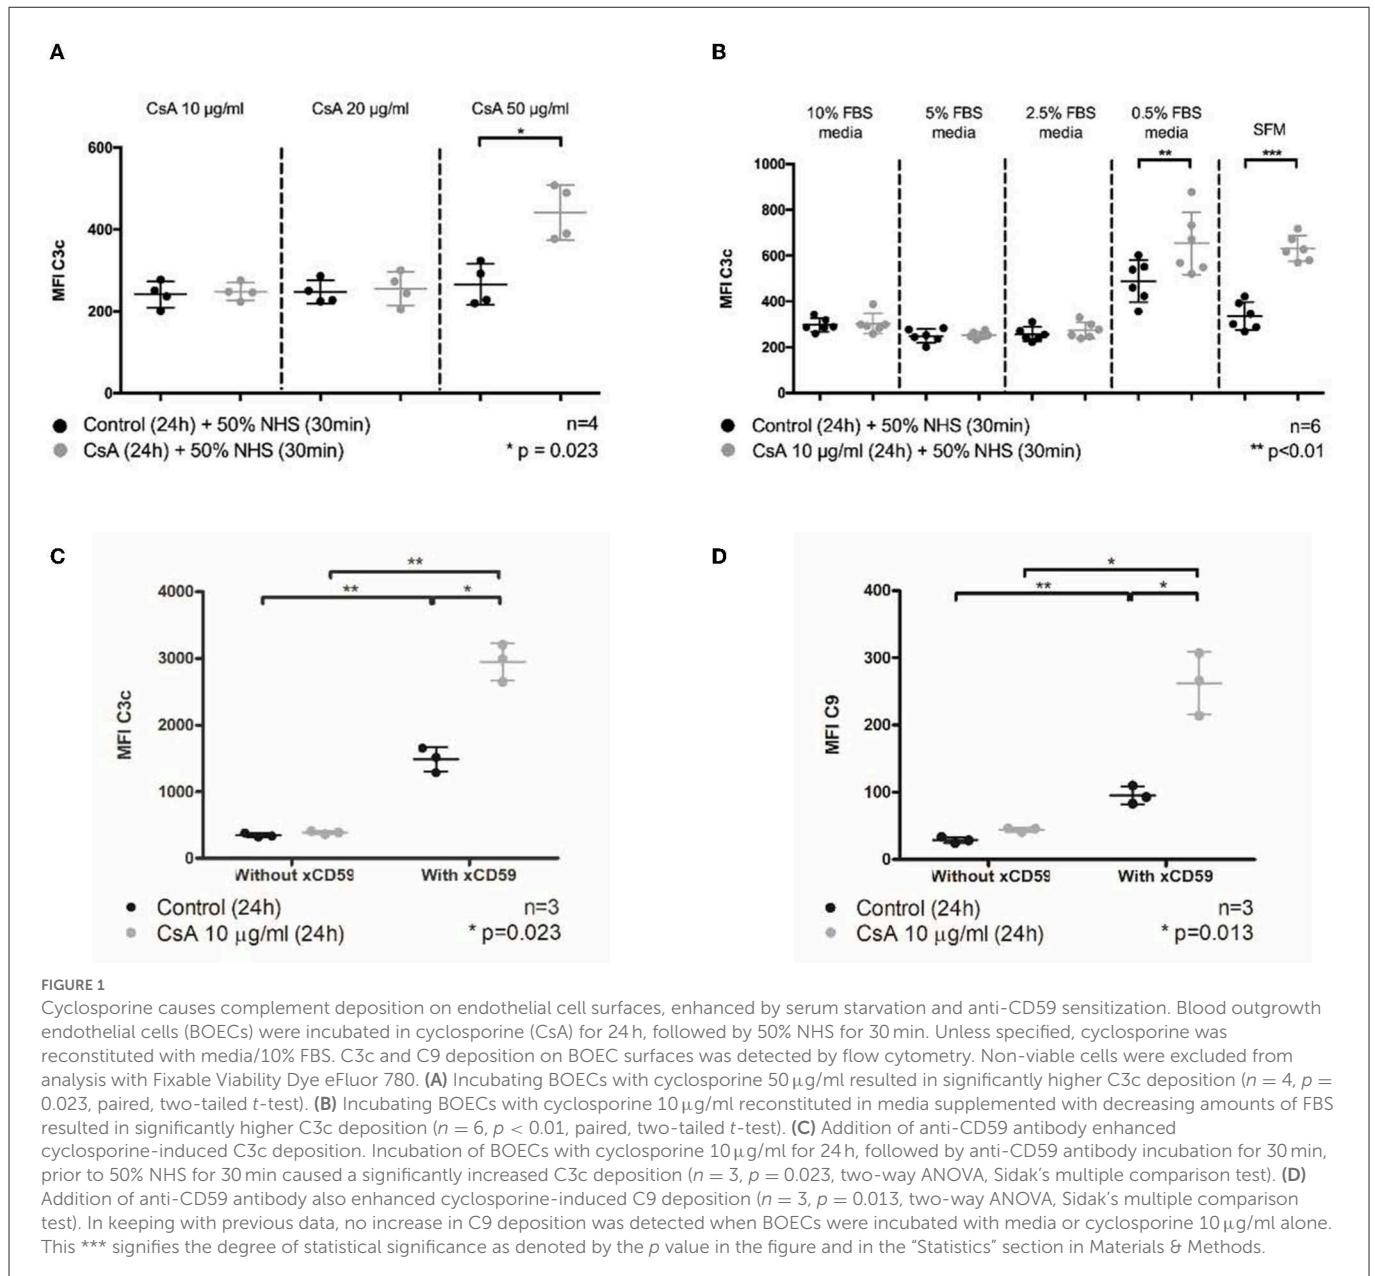 A
CsA 10 µg/ml
CsA 20 µg/ml
CsA 50 µg/ml
*
600
400
200
0
MFI C3c
Control (24h) + 50% NHS (30min)
n=4
CsA (24h) + 50% NHS (30min)
* p = 0.023
B
10% FBS
media
5% FBS
media
2.5% FBS
media
0.5% FBS
media
SFM
**
***
1000
800
600
400
200
0
MFI C3c
Control (24h) + 50% NHS (30min)
n=6
CsA 10 µg/ml (24h) + 50% NHS (30min)
** p<0.01
C
**
**
*
4000
3000
2000
1000
0
MFI C3c
Without xCD59
With xCD59
Control (24h)
n=3
CsA 10 µg/ml (24h)
* p=0.023
D
*
**
*
400
300
200
100
0
MFI C9
Without xCD59
With xCD59
Control (24h)
n=3
CsA 10 µg/ml (24h)
* p=0.013
FIGURE 1
Cyclosporine causes complement deposition on endothelial cell surfaces, enhanced by serum starvation and anti-CD59 sensitization. Blood outgrowth
endothelial cells (BOECs) were incubated in cyclosporine (CsA) for 24 h, followed by 50% NHS for 30 min. Unless specified, cyclosporine was
reconstituted with media/10% FBS. C3c and C9 deposition on BOEC surfaces was detected by flow cytometry. Non-viable cells were excluded from
analysis with Fixable Viability Dye eFluor 780. (A) Incubating BOECs with cyclosporine 50 µg/ml resulted in significantly higher C3c deposition (n = 4, p =
0.023, paired, two-tailed t-test). (B) Incubating BOECs with cyclosporine 10 µg/ml reconstituted in media supplemented with decreasing amounts of FBS
resulted in significantly higher C3c deposition (n = 6, p < 0.01, paired, two-tailed t-test). (C) Addition of anti-CD59 antibody enhanced
cyclosporine-induced C3c deposition. Incubation of BOECs with cyclosporine 10 µg/ml for 24 h, followed by anti-CD59 antibody incubation for 30 min,
prior to 50% NHS for 30 min caused a significantly increased C3c deposition (n = 3, p = 0.023, two-way ANOVA, Sidak's multiple comparison test). (D)
Addition of anti-CD59 antibody also enhanced cyclosporine-induced C9 deposition (n = 3, p = 0.013, two-way ANOVA, Sidak's multiple comparison
test). In keeping with previous data, no increase in C9 deposition was detected when BOECs were incubated with media or cyclosporine 10 µg/ml alone.
This *** signifies the degree of statistical significance as denoted by the p value in the figure and in the "Statistics" section in Materials & Methods.